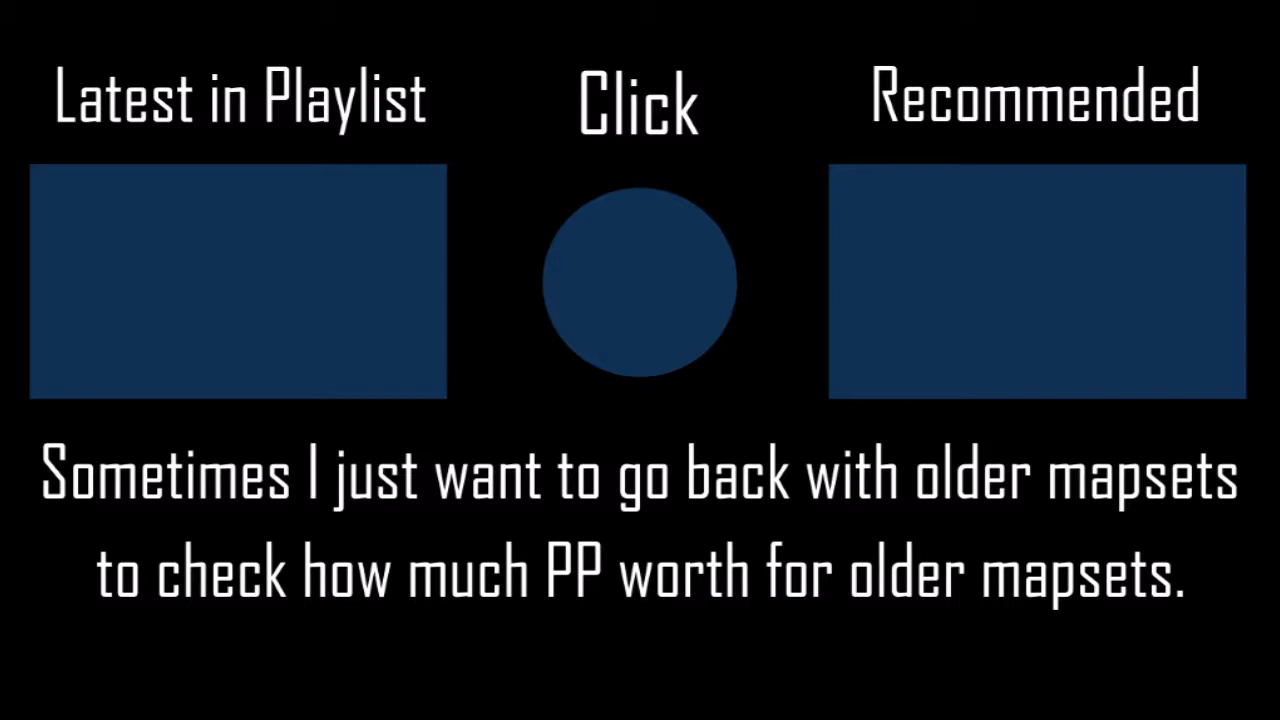 Latest in Playlist
Click
Recommended
Sometimes I just want to go back with older mapsets
to check how much PP worth for older mapsets.